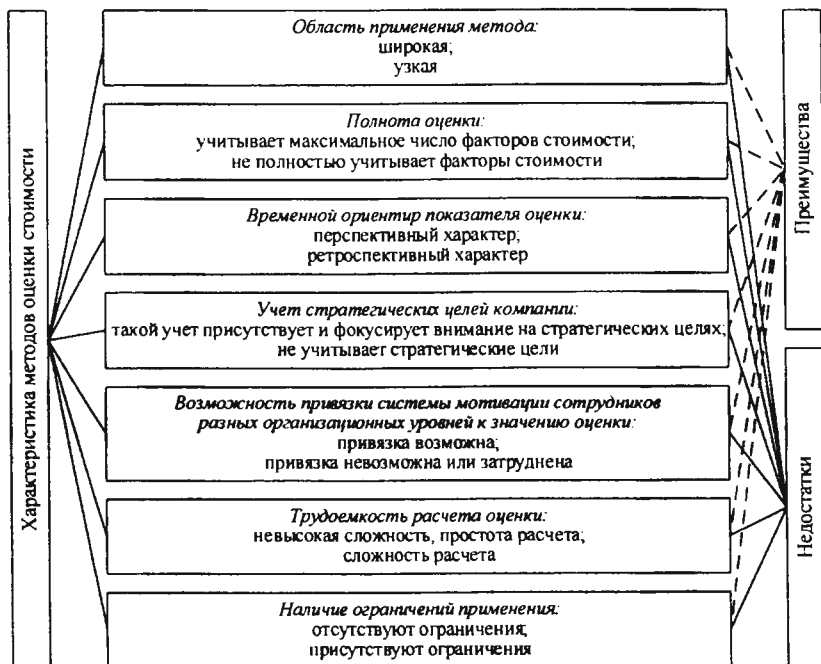 Характеристика методов оценки стоимости
Область применения метода:
широкая;
узкая
Полнота оценки:
учитывает максимальное число факторов стоимости;
не полностью учитывает факторы стоимости
Временной ориентир показателя оценки:
перспективный характер;
ретроспективный характер
Учет стратегических целей компании:
такой учет присутствует и фокусирует внимание на стратегических целях;
не учитывает стратегические цели
Возможность привязки системы мотивации сотрудников
разных организационных уровней к значению оценки:
привязка возможна;
привязка невозможна или затруднена
Трудоемкость расчета оценки:
невысокая сложность, простота расчета;
сложность расчета
Наличие ограничений применения:
отсутствуют ограничения;
присутствуют ограничения
Преимущества
Недостатки